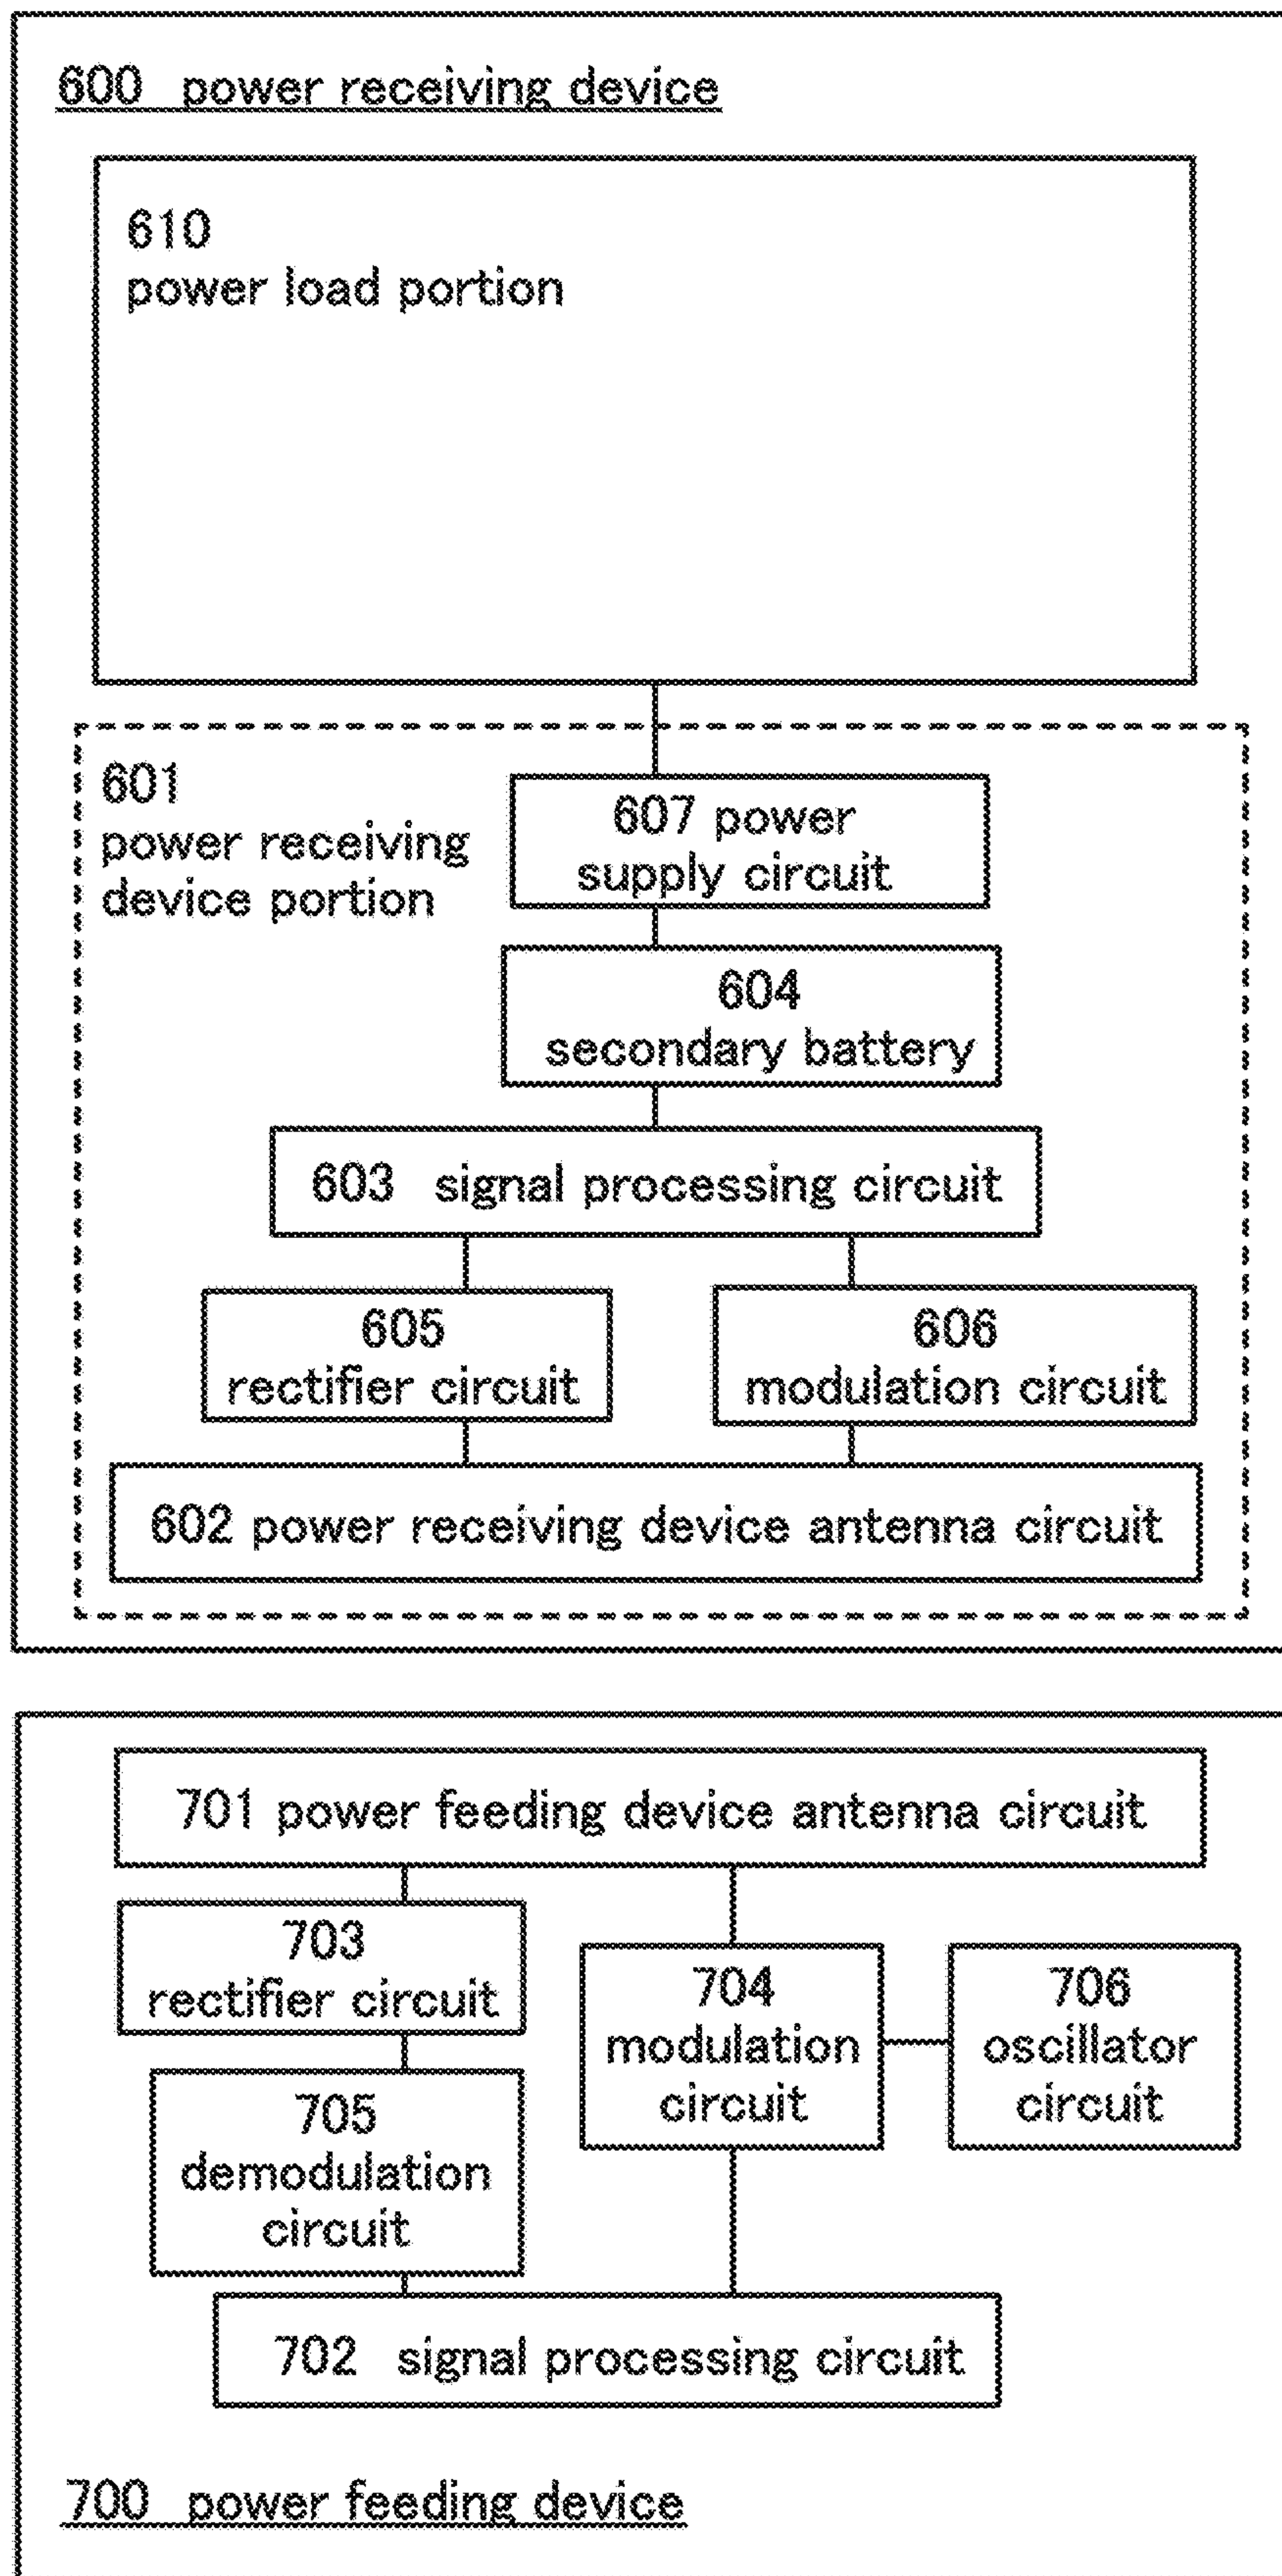 600 power receiving device
610
power load portion
601
power receiving
device portion
607 power
supply circuit
604
secondary battery
603 signal processing circuit
605
rectifier circuit
606
modulation circuit
602 power receiving device antenna circuit
701 power feeding device antenna circuit
703
rectifier circuit
704
modulation
circuit
706
oscillator
circuit
705
demodulation
circuit
702 signal processing circuit
700 power feeding device